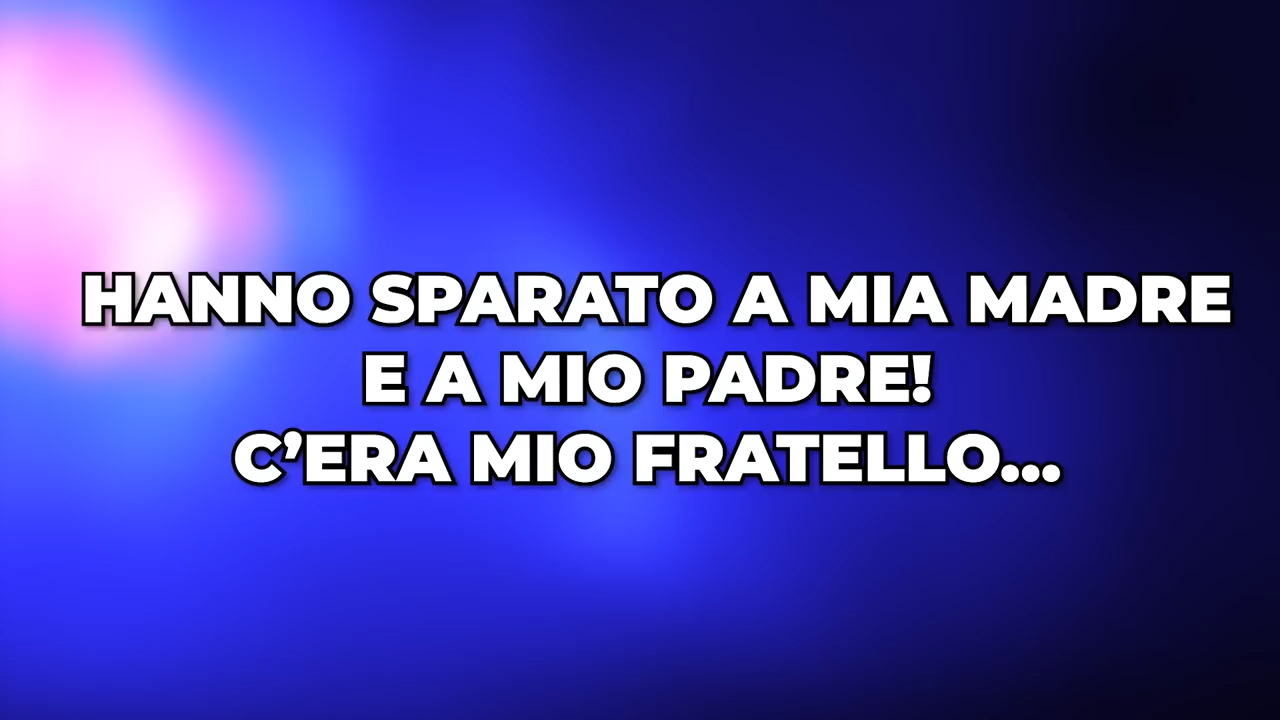 HANNO SPARATO A MIA MADRE
E A MIO PADRE!
C’ERA MIO FRATELLO...